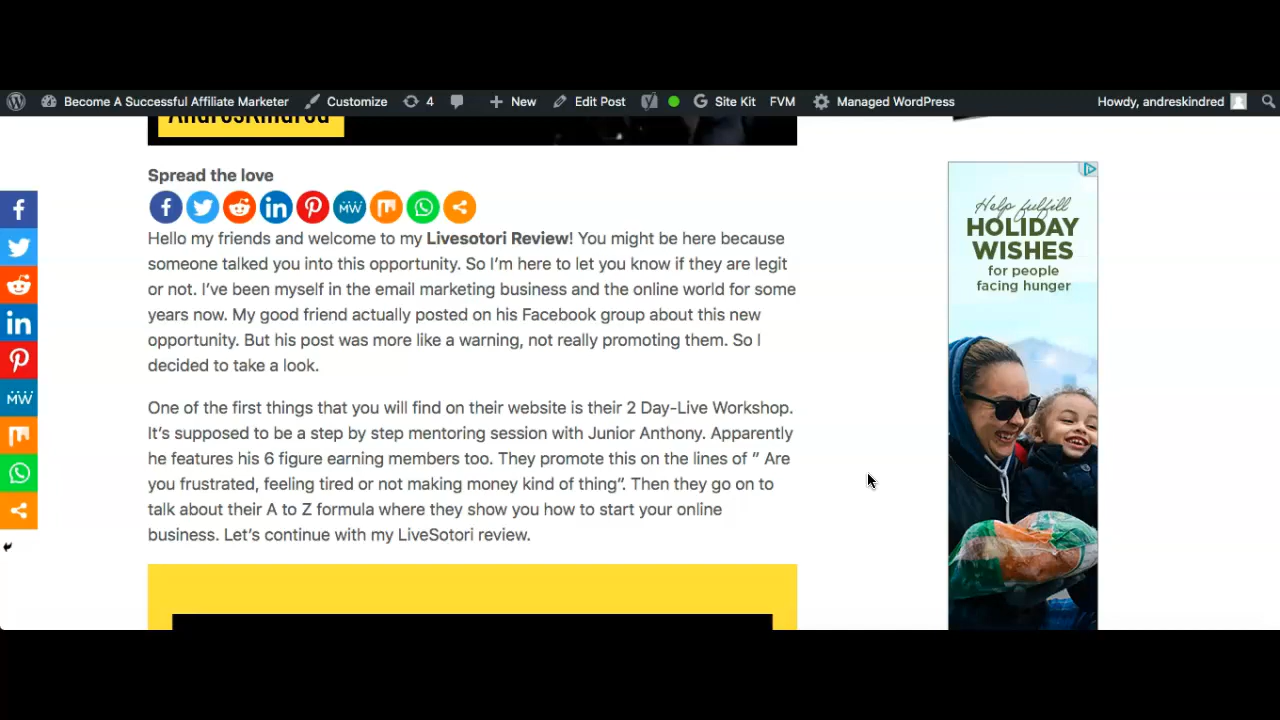 Become A Successful Affiliate Marketer Customize 4 New Edit Post Site Kit FVM Managed WordPress Howdy, andreskindred
AndresKindred
Spread the love
MW
Hello my friends and welcome to my Livesotori Review! You might be here because
someone talked you into this opportunity. So I’m here to let you know if they are legit
or not. I’ve been myself in the email marketing business and the online world for some
years now. My good friend actually posted on his Facebook group about this new
opportunity. But his post was more like a warning, not really promoting them. So I
decided to take a look.
One of the first things that you will find on their website is their 2 Day-Live Workshop.
It’s supposed to be a step by step mentoring session with Junior Anthony. Apparently
he features his 6 figure earning members too. They promote this on the lines of ” Are
you frustrated, feeling tired or not making money kind of thing”. Then they go on to
talk about their A to Z formula where they show you how to start your online
business. Let’s continue with my LiveSotori review.
MW
Help fulfill
HOLIDAY
WISHES
for people
facing hunger